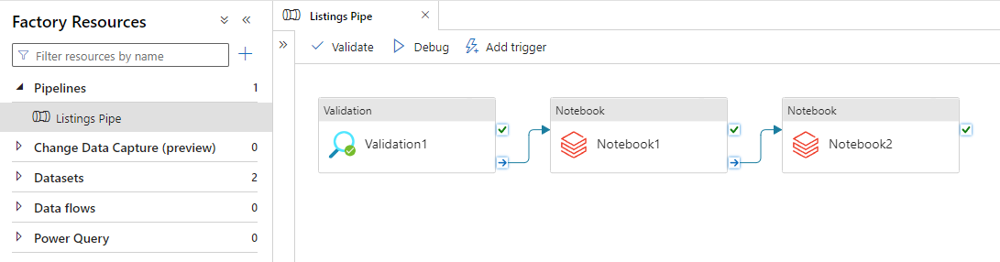 Factory Resources
Filter resources by name
Pipelines 1
Listings Pipe
Change Data Capture (preview) 0
Datasets 2
Data flows 0
Power Query 0
Listings Pipe
Validate Debug Add trigger
Validation
Validation1
Notebook
Notebook1
Notebook
Notebook2